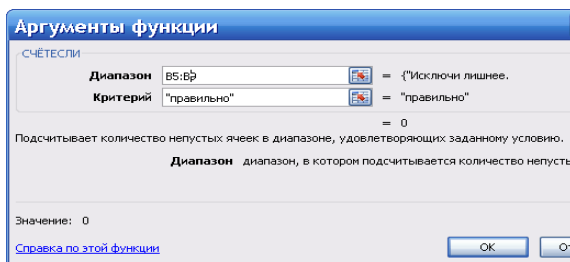 Аргументы функции
СЧЁТЕСЛИ
Диапазон B5:B = {"Исключи лишнее.
Критерий "правильно" = "правильно"
= 0
Подсчитывает количество непустых ячеек в диапазоне, удовлетворяющих заданному условию.
Диапазон диапазон, в котором подсчитывается количество непусты
Значение: 0
Справка по этой функции
ОК От